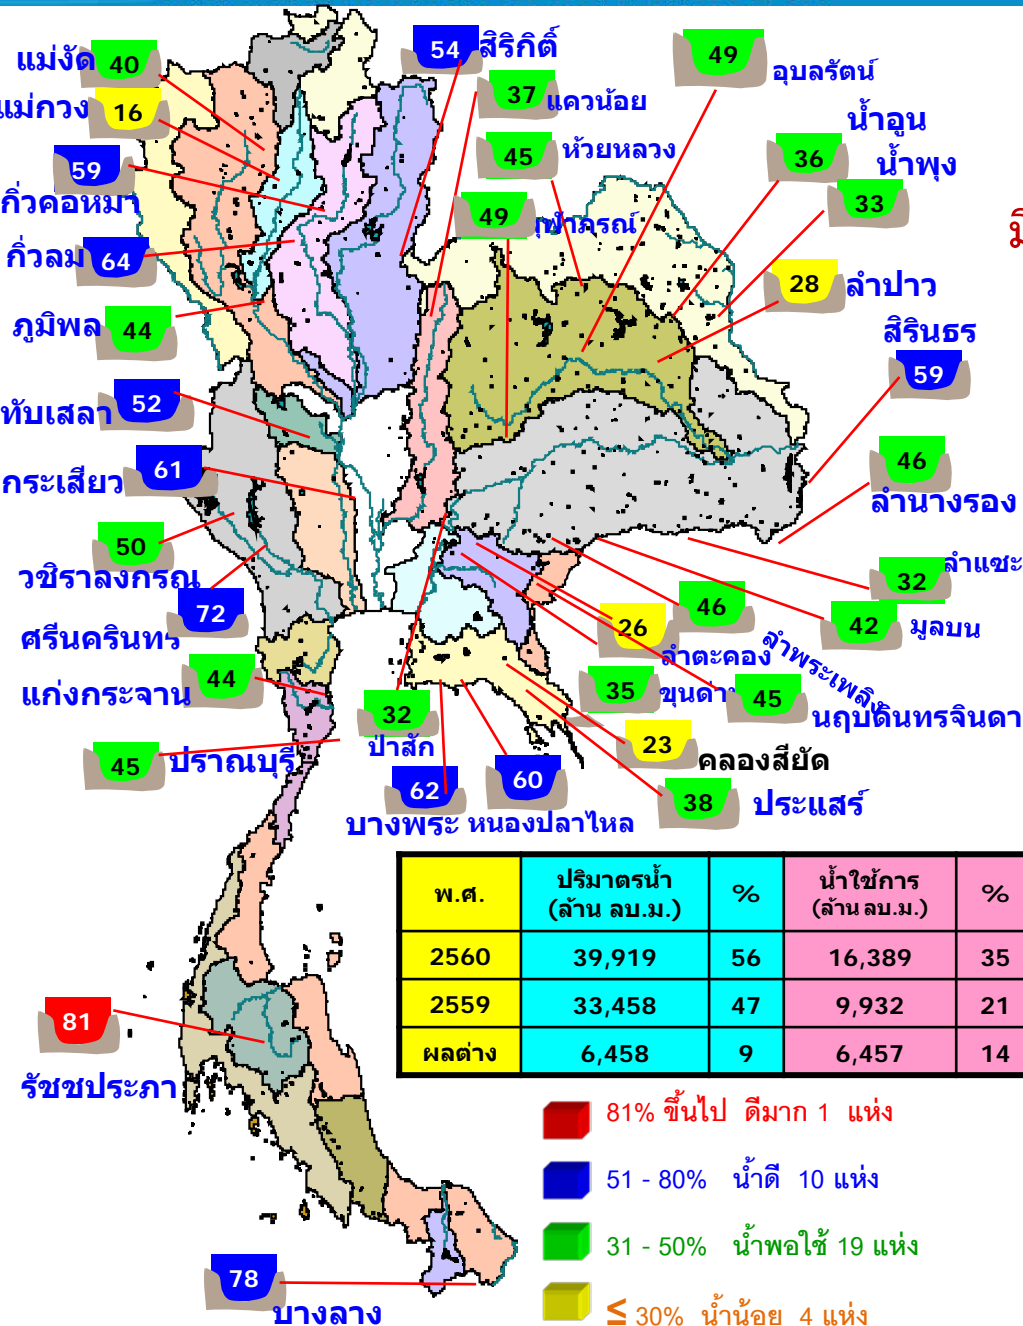 แม่งัด 40
แม่กวง 16
59
กิ่วคอหมา
กิ่วลม 64
ภูมิพล 44
ทับเสลา 52
กระเสียว 61
50
วชิราลงกรณ
72
ศรีนครินทร
แก่งกระจาน 44
45 ปราณบุรี
54 สิริกิติ์
37 แควน้อย
45 ห้วยหลวง
49 ุฬาภรณ์
49 อุบลรัตน์
น้ำอูน
36 น้ำพุง
33
28 ลำปาว
สิรินธร
59
46
ลำนางรอง
32 ลำแซะ
42 มูลบน
46
26
ลำตะคอง
ลำพระเพลิง
35 ขุนด่าน
45 นฤบดินทรจินดา
32
ป่าสัก
23 คลองสียัด
38 ประแสร์
62
บางพระ
60
หนองปลาไหล
81
รัชชประภา
78
บางลาง
พ.ศ. ปริมาตรน้ำ (ล้าน ลบ.ม.) % น้ำใช้การ (ล้าน ลบ.ม.) %
2560 39,919 56 16,389 35
2559 33,458 47 9,932 21
ผลต่าง 6,458 9 6,457 14
81% ขึ้นไป ดีมาก 1 แห่ง
51 - 80% น้ำดี 10 แห่ง
31 - 50% น้ำพอใช้ 19 แห่ง
≤ 30% น้ำน้อย 4 แห่ง